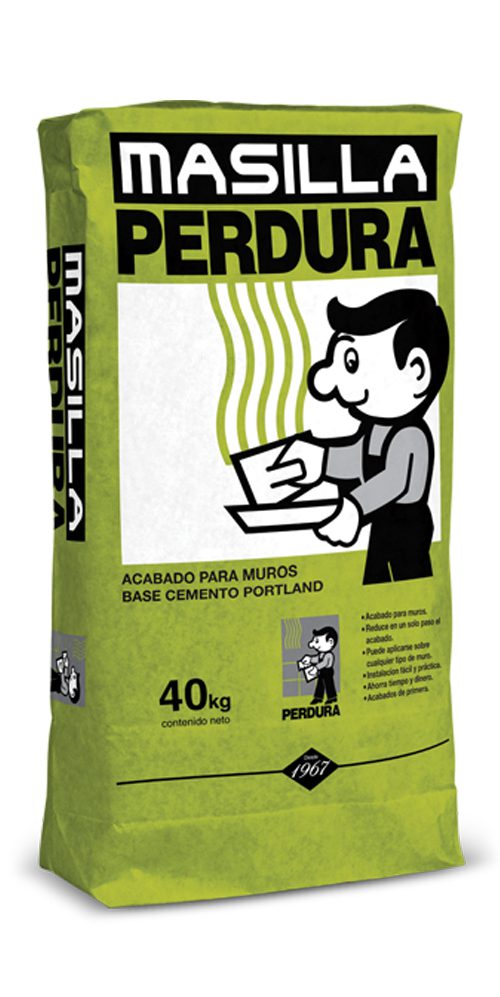 MASILLA
PERDURA
MASILLA
PERDURA
ACABADO PARA MUROS
BASE CEMENTO PORTLAND
40kg
contenido neto
PERDURA
• Acabado para muros.
• Reduce en un solo paso el
acabado.
• Puede aplicarse sobre
cualquier tipo de muro.
• Instalacion fácil y práctica.
• Ahorra tiempo y dinero.
• Acabados de primera.
Desde
1967